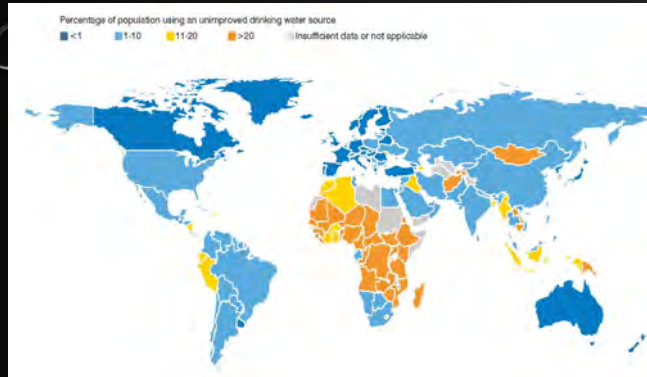 Percentage of population using an unimproved drinking water source
<1 1-10 11-20 >20 Insufficient data or not applicable